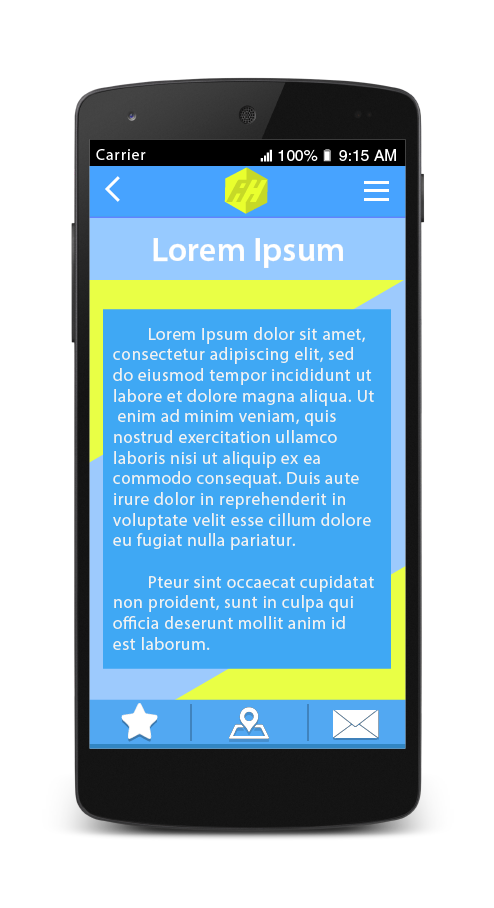 Carrier 100% 9:15 AM
Lorem Ipsum
Lorem Ipsum dolor sit amet,
consectetur adipiscing elit, sed
do eiusmod tempor incididunt ut
labore et dolore magna aliqua. Ut
enim ad minim veniam, quis
nostrud exercitation ullamco
laboris nisi ut aliquip ex ea
commodo consequat. Duis aute
irure dolor in reprehenderit in
voluptate velit esse cillum dolore
eu fugiat nulla pariatur.
Pteur sint occaecat cupidatat
non proident, sunt in culpa qui
officia deserunt mollit anim id
est laborum.